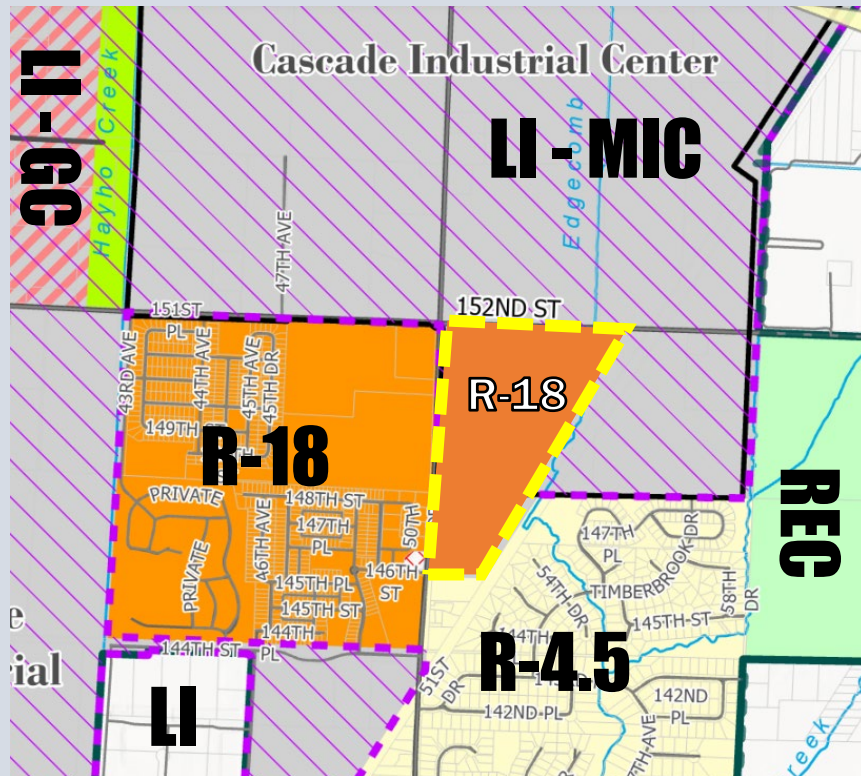 Cascade Industrial Center
LI - GC
Hayho Creek
LI - MIC
Edgecomb
47TH AVE
152ND ST
151ST
PL
43RD AVE
44TH AVE
45TH AVE
45TH DR
149TH
R-18
R-18
PRIVATE
PRIVATE
46TH AVE
148TH ST
147TH
PL
50TH
146TH
ST
145TH PL
145TH ST
144TH
PL
144TH ST
REC
147TH
PL
TIMBERBROOK DR
54TH DR
58TH
DR
145TH ST
144TH
R-4.5
51ST
DR
142ND PL
142ND
PL
LI
rial
Creek